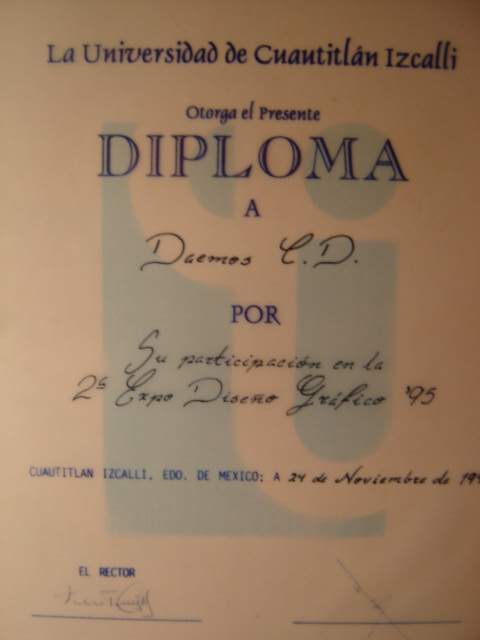 La Universidad de Cuautitlán Izcalli
Otorga el Presente
DIPLOMA
A
Daemos C.D.
POR
Su participación en la
2ª Expo Diseño Gráfico '95
CUAUTITLAN IZCALLI, EDO. DE MEXICO; A 24 de Noviembre de
EL RECTOR